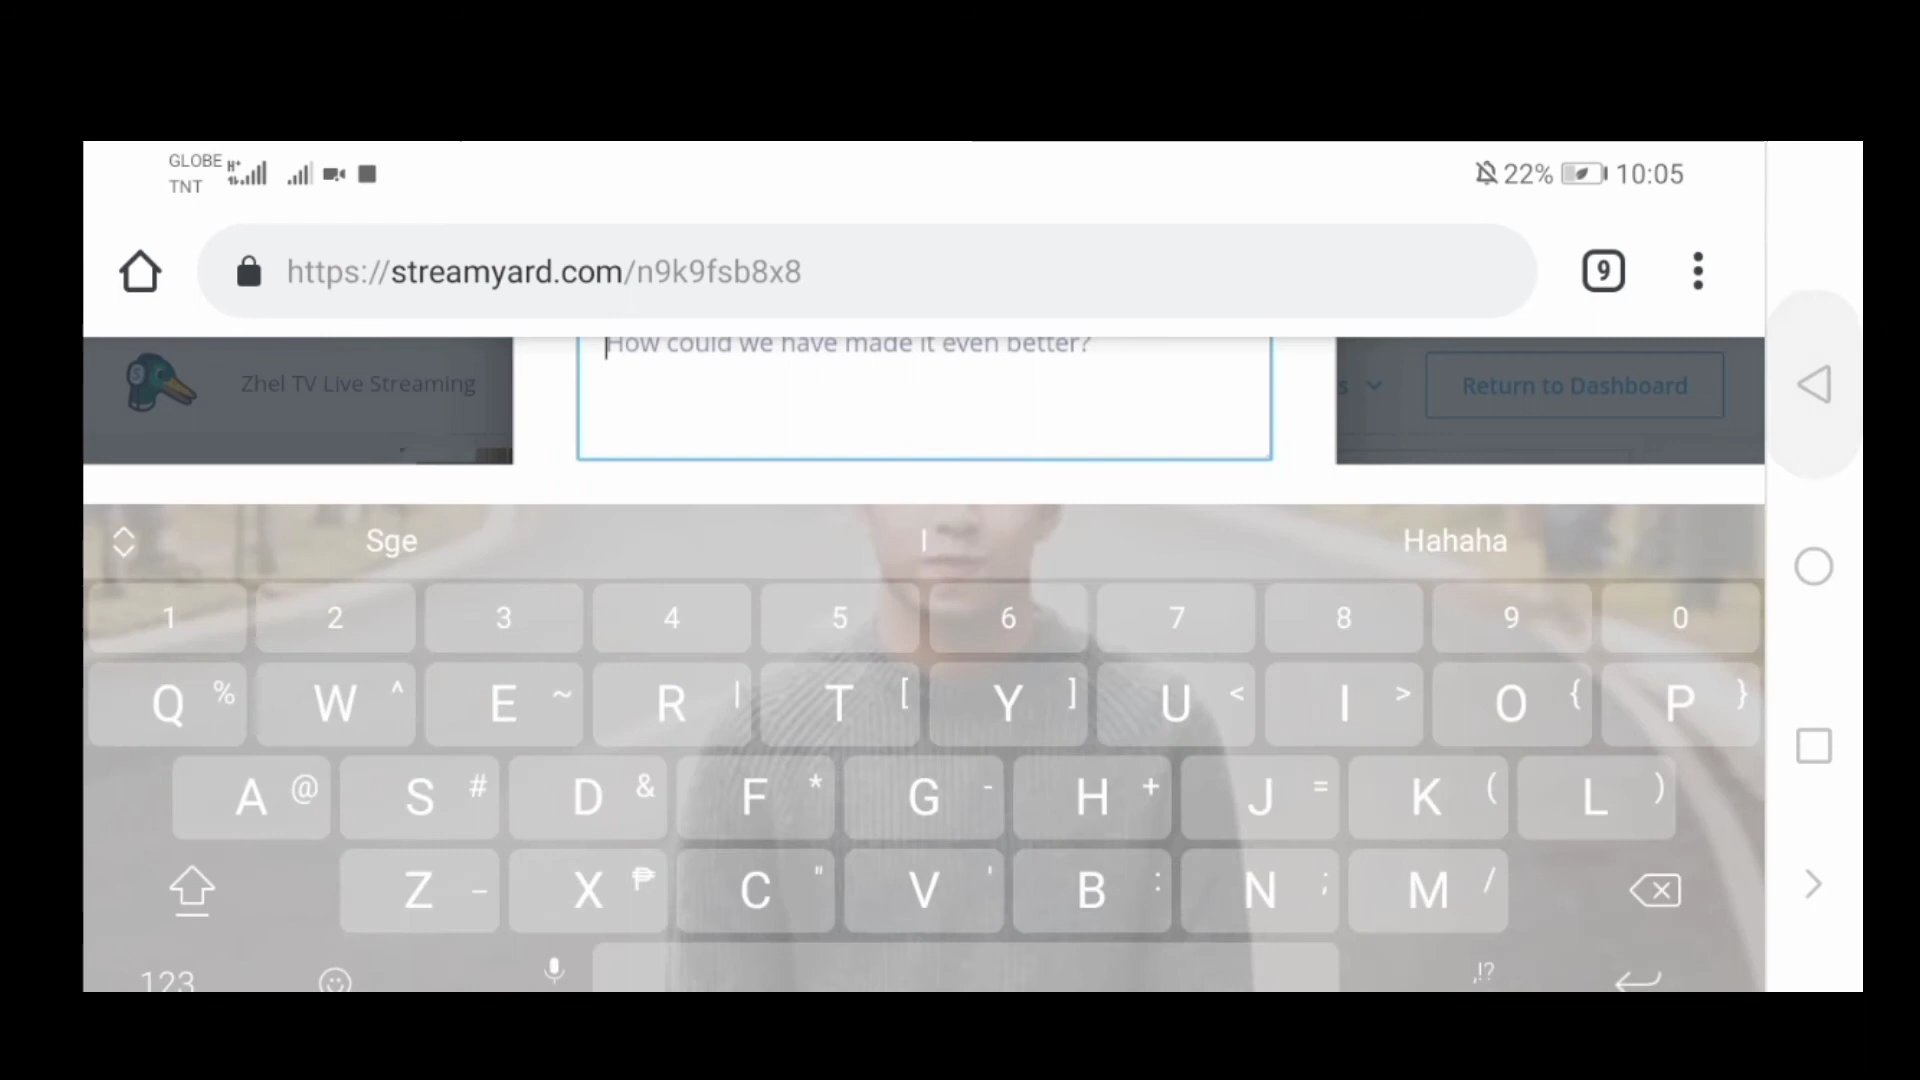 GLOBE H+
TNT
22% 10:05
https://streamyard.com/n9k9fsb8x8
9
How could we have made it even better?
Zhel TV Live Streaming
s
Return to Dashboard
Sge I Hahaha
1 2 3 4 5 6 7 8 9 0
Q % W ^ E ~ R | T [ Y ] U < I > O { P }
A @ S # D & F * G - H + J = K ( L )
Z _ X ₱ C " V ' B : N ; M /
123 ,!?